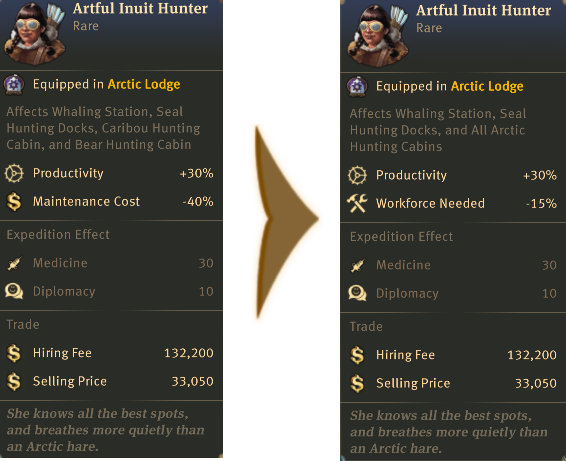 Artful Inuit Hunter
Rare
Equipped in Arctic Lodge
Affects Whaling Station, Seal
Hunting Docks, Caribou Hunting
Cabin, and Bear Hunting Cabin
Productivity +30%
Maintenance Cost -40%
Expedition Effect
Medicine 30
Diplomacy 10
Trade
Hiring Fee 132,200
Selling Price 33,050
She knows all the best spots,
and breathes more quietly than
an Arctic hare.
Artful Inuit Hunter
Rare
Equipped in Arctic Lodge
Affects Whaling Station, Seal
Hunting Docks, and All Arctic
Hunting Cabins
Productivity +30%
Workforce Needed -15%
Expedition Effect
Medicine 30
Diplomacy 10
Trade
Hiring Fee 132,200
Selling Price 33,050
She knows all the best spots,
and breathes more quietly than
an Arctic hare.